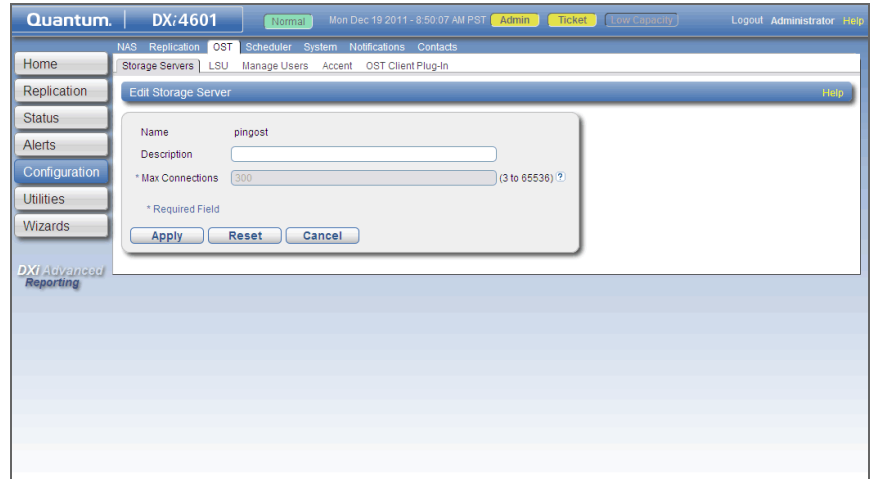 Quantum. DXi4601 Normal Mon Dec 19 2011 - 8:50:07 AM PST Admin Ticket Low Capacity Logout Administrator Help
NAS Replication OST Scheduler System Notifications Contacts
Storage Servers LSU Manage Users Accent OST Client Plug-In
Home
Replication
Status
Alerts
Configuration
Utilities
Wizards
DXi Advanced
Reporting
Edit Storage Server Help
Name pingost
Description
* Max Connections 300 (3 to 65536) ?
* Required Field
Apply Reset Cancel